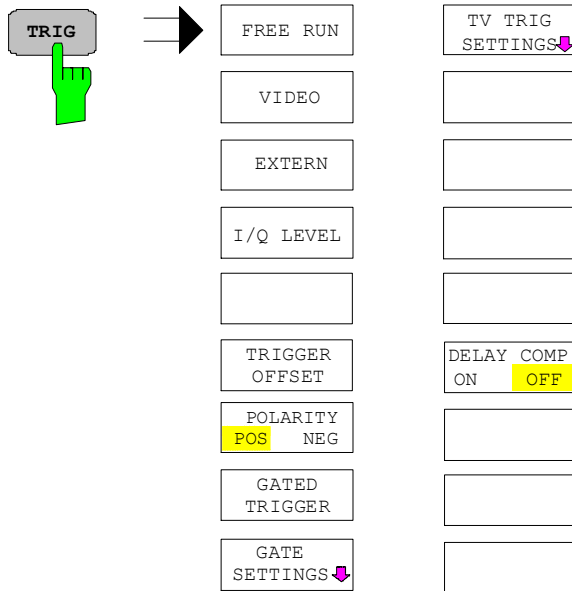 TRIG
FREE RUN
VIDEO
EXTERN
I/Q LEVEL
TRIGGER
OFFSET
POLARITY
POS NEG
GATED
TRIGGER
GATE
SETTINGS
TV TRIG
SETTINGS
DELAY COMP
ON OFF